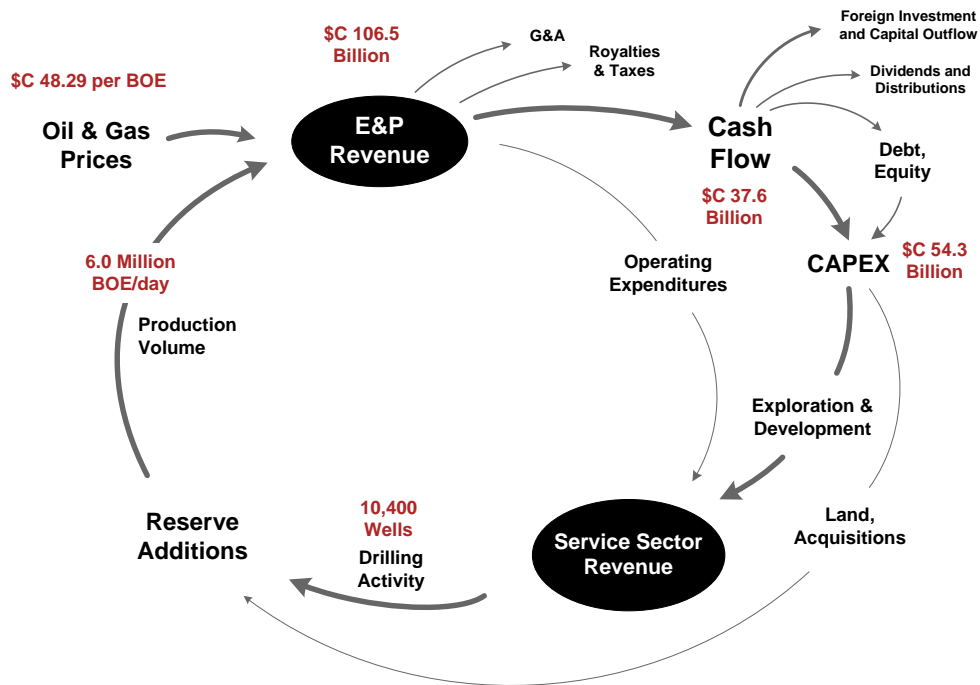 $C 106.5
Billion
G&A
Royalties
& Taxes
Foreign Investment
and Capital Outflow
Dividends and
Distributions
$C 48.29 per BOE
Oil & Gas
Prices
E&P
Revenue
Cash
Flow
Debt,
Equity
$C 37.6
Billion
6.0 Million
BOE/day
Operating
Expenditures
CAPEX
$C 54.3
Billion
Production
Volume
Exploration &
Development
Reserve
Additions
10,400
Wells
Drilling
Activity
Service Sector
Revenue
Land,
Acquisitions